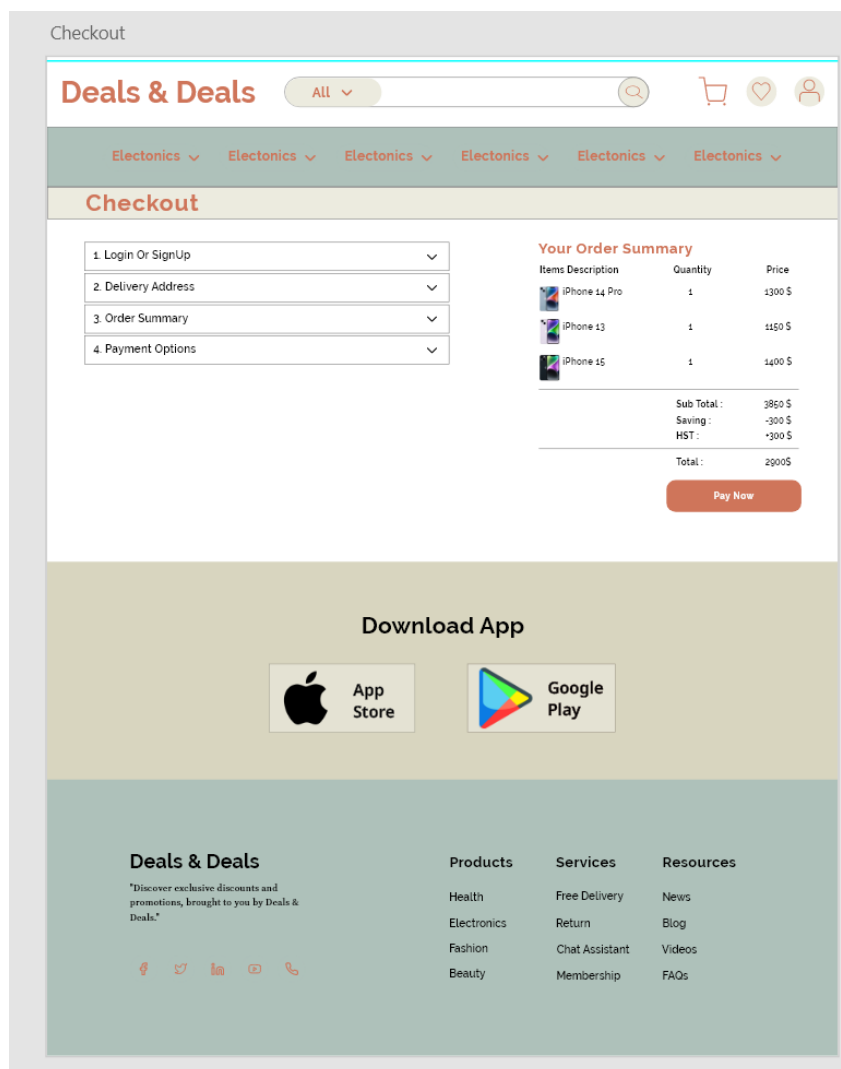 Checkout
Deals & Deals
All
Electonics Electonics Electonics Electonics Electonics Electonics
Checkout
1. Login Or SignUp
2. Delivery Address
3. Order Summary
4. Payment Options
Your Order Summary
Items Description Quantity Price
iPhone 14 Pro 1 1300 $
iPhone 13 1 1150 $
iPhone 15 1 1400 $
Sub Total : 3850 $
Saving : -300 $
HST : +300 $
Total : 2900$
Pay Now
Download App
App
Store
Google
Play
Deals & Deals
"Discover exclusive discounts and
promotions, brought to you by Deals &
Deals."
Products
Health
Electronics
Fashion
Beauty
Services
Free Delivery
Return
Chat Assistant
Membership
Resources
News
Blog
Videos
FAQs